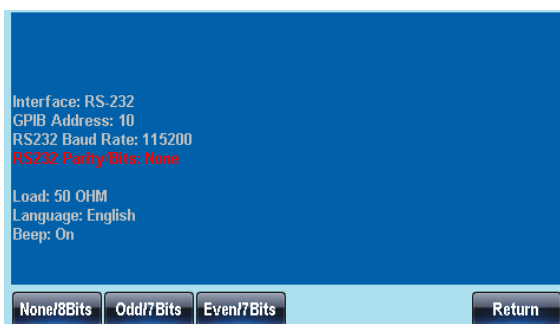 Interface: RS-232
GPIB Address: 10
RS232 Baud Rate: 115200
RS232 Parity/Bits: None
Load: 50 OHM
Language: English
Beep: On
None/8Bits Odd/7Bits Even/7Bits Return